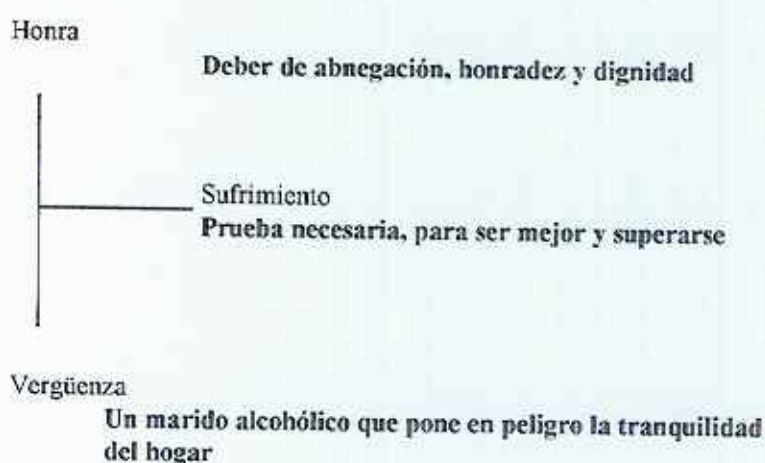 Honra
Deber de abnegación, honradez y dignidad
Sufrimiento
Prueba necesaria, para ser mejor y superarse
Vergüenza
Un marido alcohólico que pone en peligro la tranquilidad
del hogar